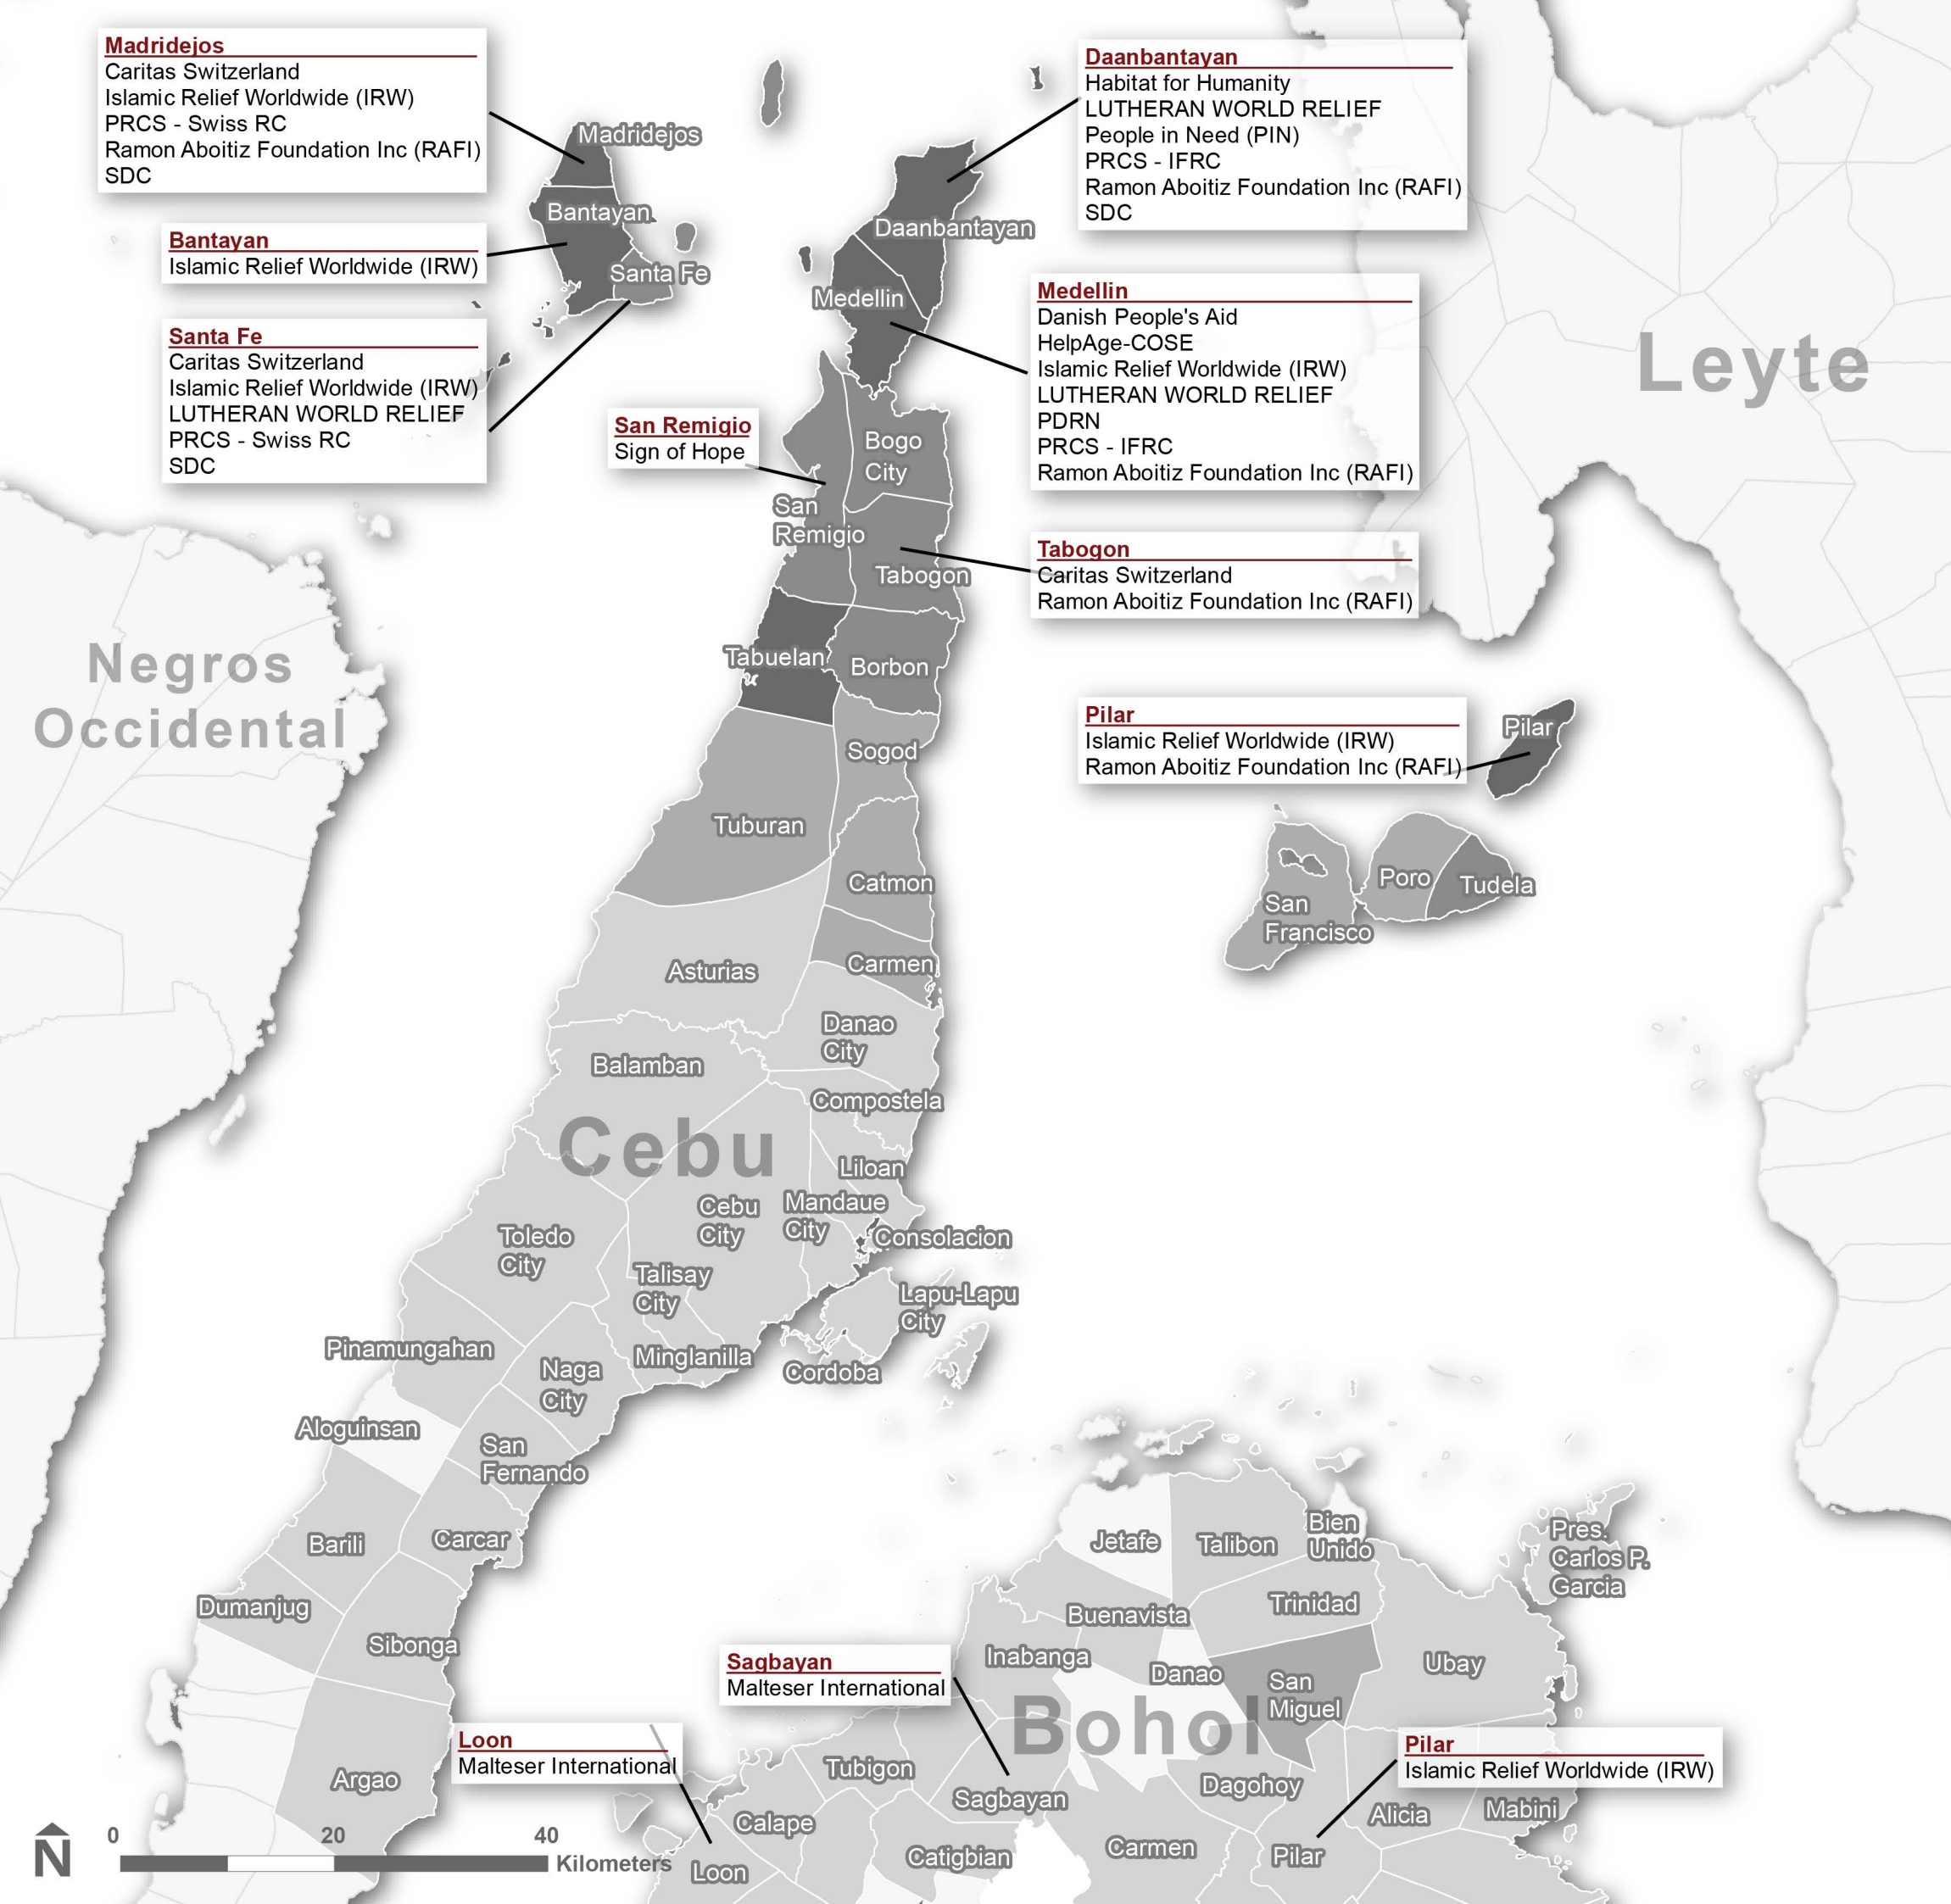 Madridejos
Caritas Switzerland
Islamic Relief Worldwide (IRW)
PRCS - Swiss RC
Ramon Aboitiz Foundation Inc (RAFI)
SDC
Daanbantayan
Habitat for Humanity
LUTHERAN WORLD RELIEF
People in Need (PIN)
PRCS - IFRC
Ramon Aboitiz Foundation Inc (RAFI)
SDC
Madridejos
Bantayan
Santa Fe
Bantayan
Islamic Relief Worldwide (IRW)
Daanbantayan
Medellin
Santa Fe
Caritas Switzerland
Islamic Relief Worldwide (IRW)
LUTHERAN WORLD RELIEF
PRCS - Swiss RC
SDC
Medellin
Danish People's Aid
HelpAge-COSE
Islamic Relief Worldwide (IRW)
LUTHERAN WORLD RELIEF
PDRN
PRCS - IFRC
Ramon Aboitiz Foundation Inc (RAFI)
Leyte
San Remigio
Sign of Hope
Bogo
City
San
Remigio
Tabogon
Tabogon
Caritas Switzerland
Ramon Aboitiz Foundation Inc (RAFI)
Negros
Occidental
Tabuelan
Borbon
Pilar
Islamic Relief Worldwide (IRW)
Ramon Aboitiz Foundation Inc (RAFI)
Pilar
Sogod
Tuburan
Catmon
Poro
Tudela
San
Francisco
Asturias
Carmen
Danao
City
Balamban
Compostela
Cebu
Liloan
Cebu
City
Mandaue
City
Consolacion
Toledo
City
Talisay
City
Lapu-Lapu
City
Pinamungahan
Minglanilla
Cordoba
Naga
City
Aloguinsan
San
Fernando
Barili
Carcar
Jetafe
Talibon
Bien
Unido
Pres.
Carlos P.
Garcia
Dumanjug
Sibonga
Buenavista
Trinidad
Inabanga
Danao
San
Miguel
Ubay
Sagbayan
Malteser International
Bohol
Loon
Malteser International
Pilar
Islamic Relief Worldwide (IRW)
Argao
Tubigon
Sagbayan
Dagohoy
Alicia
Mabini
Calape
Catigbian
Carmen
Pilar
Loon
N
0
20
40
Kilometers